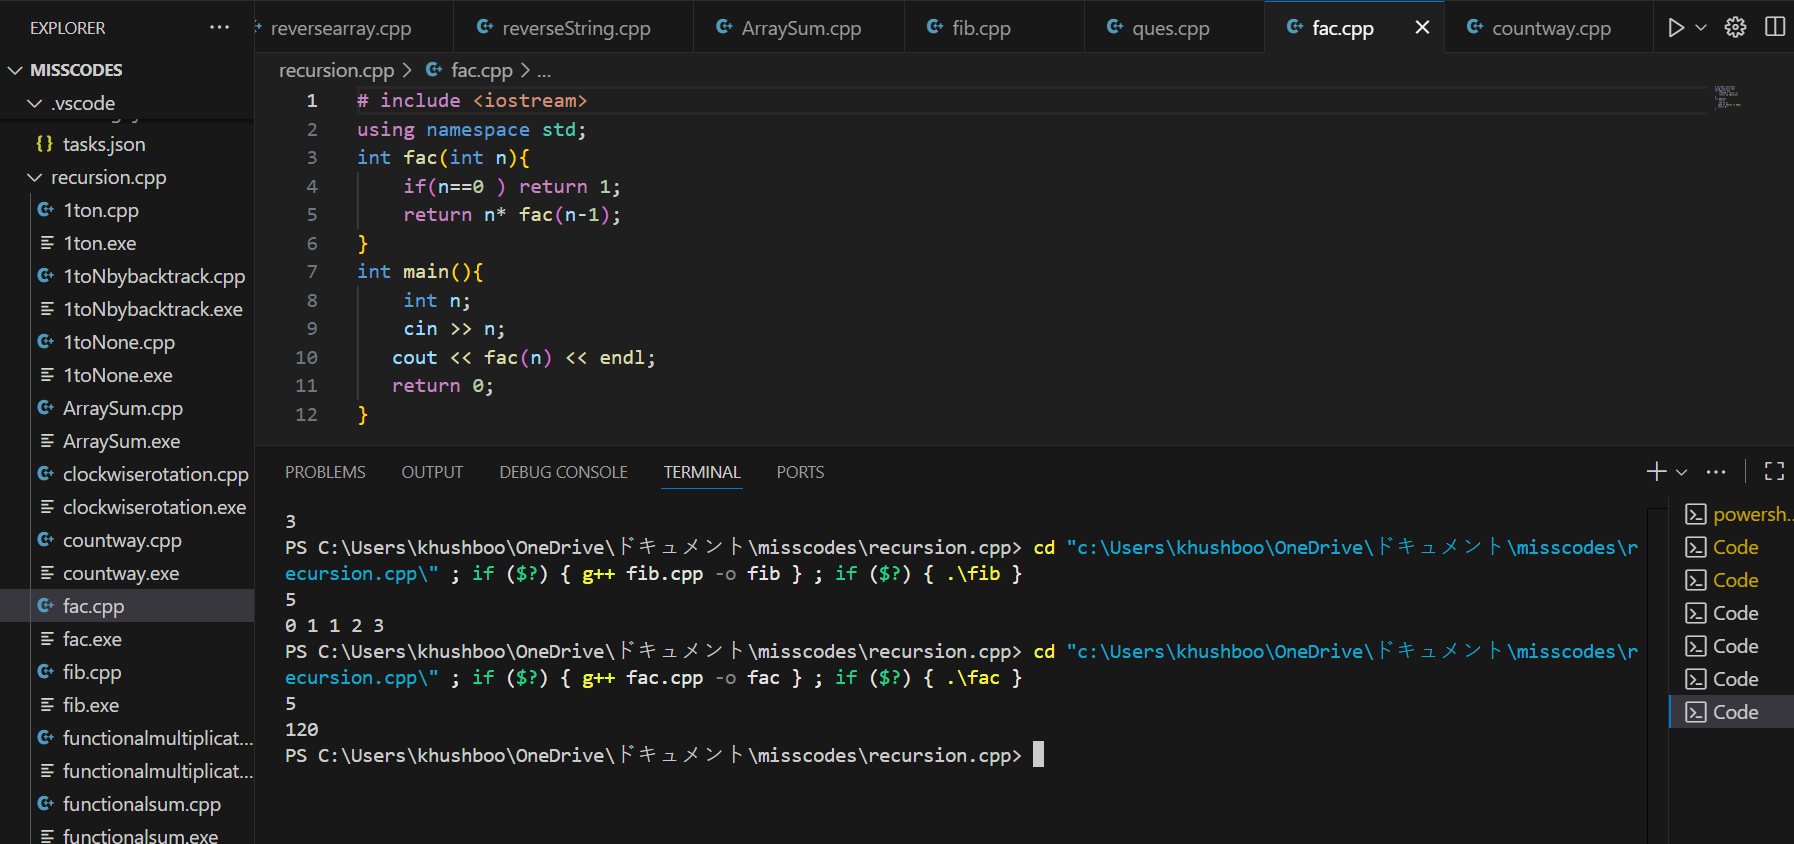 EXPLORER
···
reversearray.cpp
reverseString.cpp
ArraySum.cpp
fib.cpp
ques.cpp
fac.cpp
countway.cpp
MISSCODES
.vscode
{} tasks.json
recursion.cpp
1ton.cpp
1ton.exe
1toNbybacktrack.cpp
1toNbybacktrack.exe
1toNone.cpp
1toNone.exe
ArraySum.cpp
ArraySum.exe
clockwiserotation.cpp
clockwiserotation.exe
countway.cpp
countway.exe
fac.cpp
fac.exe
fib.cpp
fib.exe
functionalmultiplicat...
functionalmultiplicat...
functionalsum.cpp
functionalsum.exe
recursion.cpp > fac.cpp > ...
1 # include <iostream>
2 using namespace std;
3 int fac(int n){
4 if(n==0 ) return 1;
5 return n* fac(n-1);
6 }
7 int main(){
8 int n;
9 cin >> n;
10 cout << fac(n) << endl;
11 return 0;
12 }
PROBLEMS OUTPUT DEBUG CONSOLE TERMINAL PORTS
3
PS C:\Users\khushboo\OneDrive\ドキュメント\misscodes\recursion.cpp> cd "c:\Users\khushboo\OneDrive\ドキュメント\misscodes\r
ecursion.cpp\" ; if ($?) { g++ fib.cpp -o fib } ; if ($?) { .\fib }
5
0 1 1 2 3
PS C:\Users\khushboo\OneDrive\ドキュメント\misscodes\recursion.cpp> cd "c:\Users\khushboo\OneDrive\ドキュメント\misscodes\r
ecursion.cpp\" ; if ($?) { g++ fac.cpp -o fac } ; if ($?) { .\fac }
5
120
PS C:\Users\khushboo\OneDrive\ドキュメント\misscodes\recursion.cpp>
powersh...
Code
Code
Code
Code
Code
Code